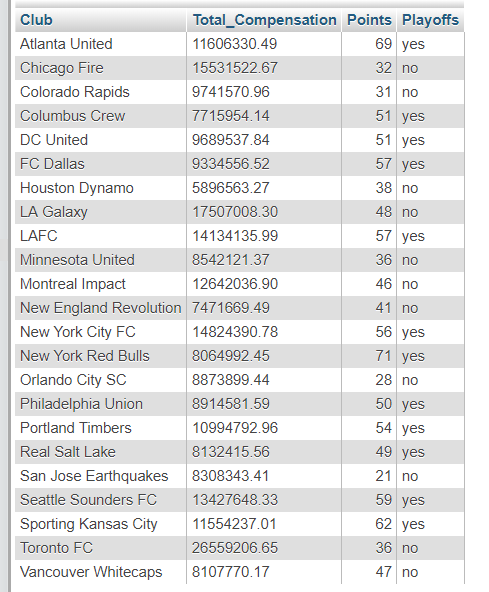 Club Total_Compensation Points Playoffs
Atlanta United 11606330.49 69 yes
Chicago Fire 15531522.67 32 no
Colorado Rapids 9741570.96 31 no
Columbus Crew 7715954.14 51 yes
DC United 9689537.84 51 yes
FC Dallas 9334556.52 57 yes
Houston Dynamo 5896563.27 38 no
LA Galaxy 17507008.30 48 no
LAFC 14134135.99 57 yes
Minnesota United 8542121.37 36 no
Montreal Impact 12642036.90 46 no
New England Revolution 7471669.49 41 no
New York City FC 14824390.78 56 yes
New York Red Bulls 8064992.45 71 yes
Orlando City SC 8873899.44 28 no
Philadelphia Union 8914581.59 50 yes
Portland Timbers 10994792.96 54 yes
Real Salt Lake 8132415.56 49 yes
San Jose Earthquakes 8308343.41 21 no
Seattle Sounders FC 13427648.33 59 yes
Sporting Kansas City 11554237.01 62 yes
Toronto FC 26559206.65 36 no
Vancouver Whitecaps 8107770.17 47 no